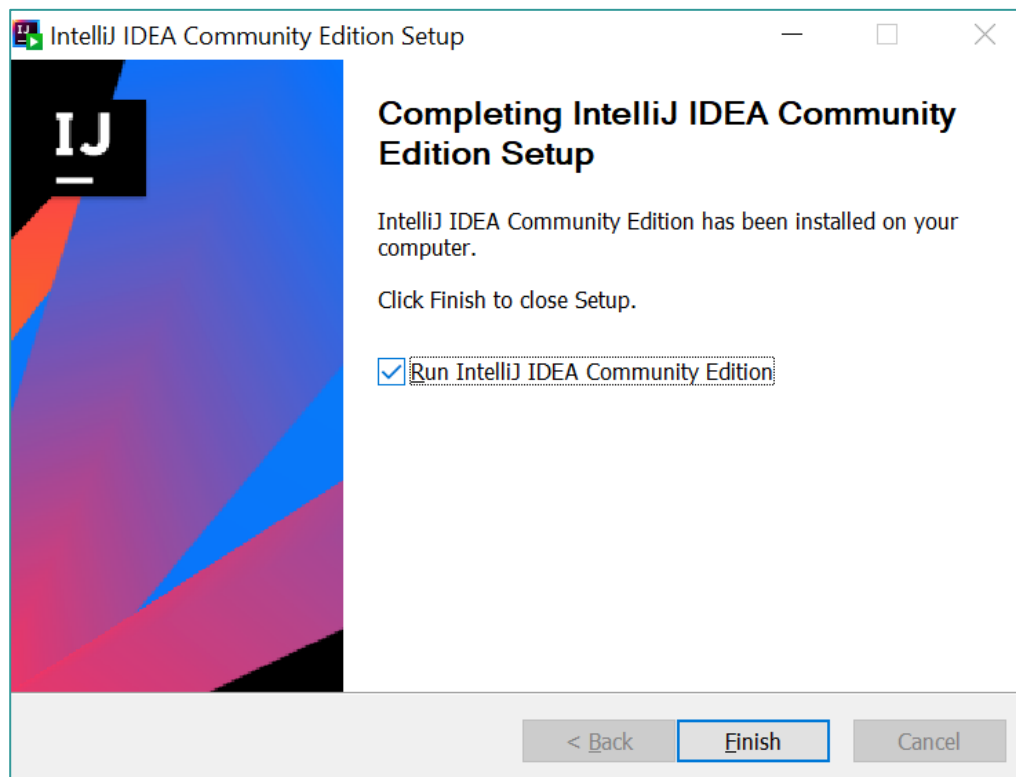 IntelliJ IDEA Community Edition Setup
IJ
Completing IntelliJ IDEA Community
Edition Setup
IntelliJ IDEA Community Edition has been installed on your
computer.
Click Finish to close Setup.
Run IntelliJ IDEA Community Edition
< Back
Finish
Cancel